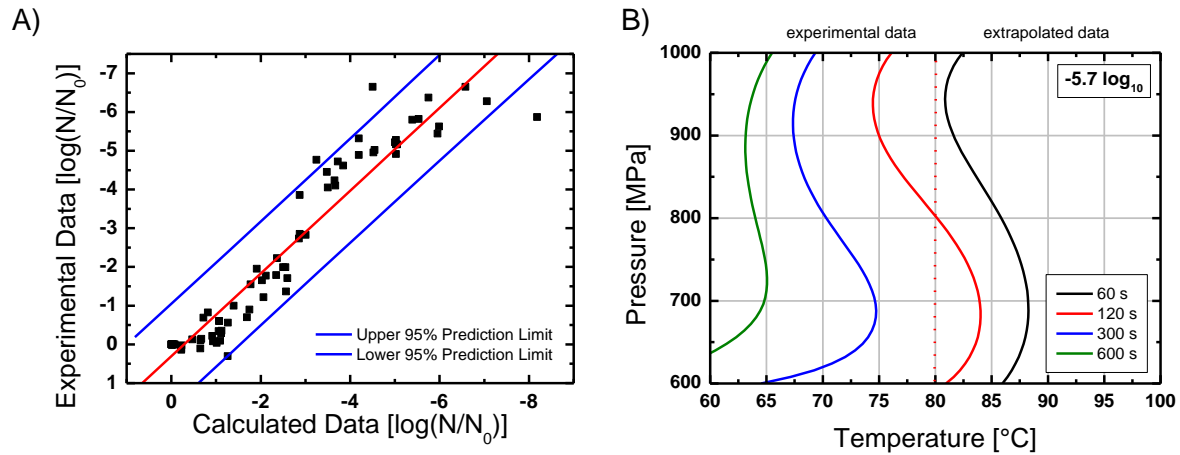 A)
Experimental Data [log(N/N0)]
-7
-6
-5
-4
-3
-2
-1
0
1
0
-2
-4
-6
-8
Calculated Data [log(N/N0)]
Upper 95% Prediction Limit
Lower 95% Prediction Limit
B)
experimental data
extrapolated data
Pressure [MPa]
1000
900
800
700
600
-5.7 log10
60 s
120 s
300 s
600 s
60
65
70
75
80
85
90
95
100
Temperature [°C]